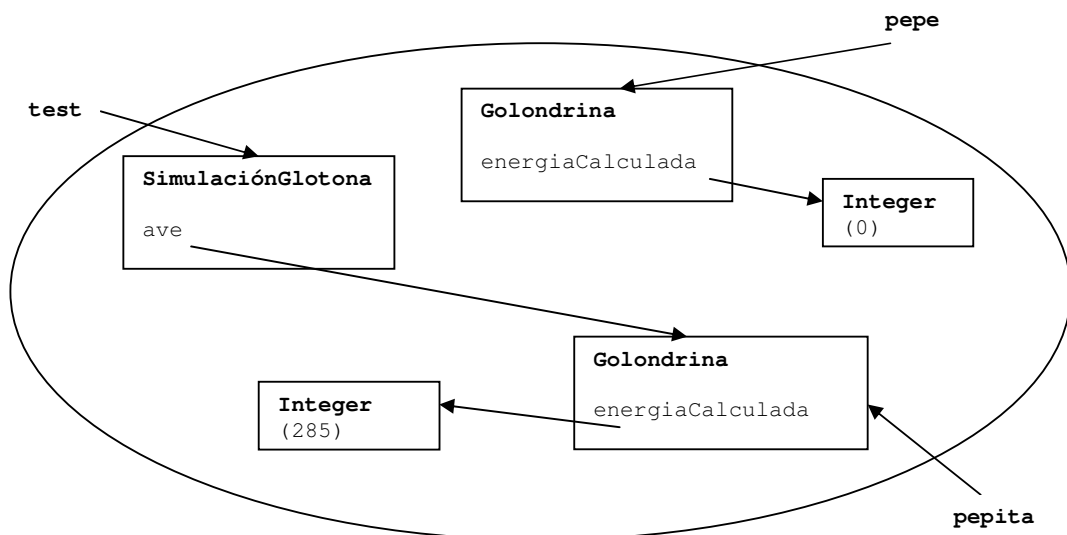 pepe
test
Golondrina
energiaCalculada
SimulaciónGlotona
ave
Integer
(0)
Golondrina
energiaCalculada
Integer
(285)
pepita